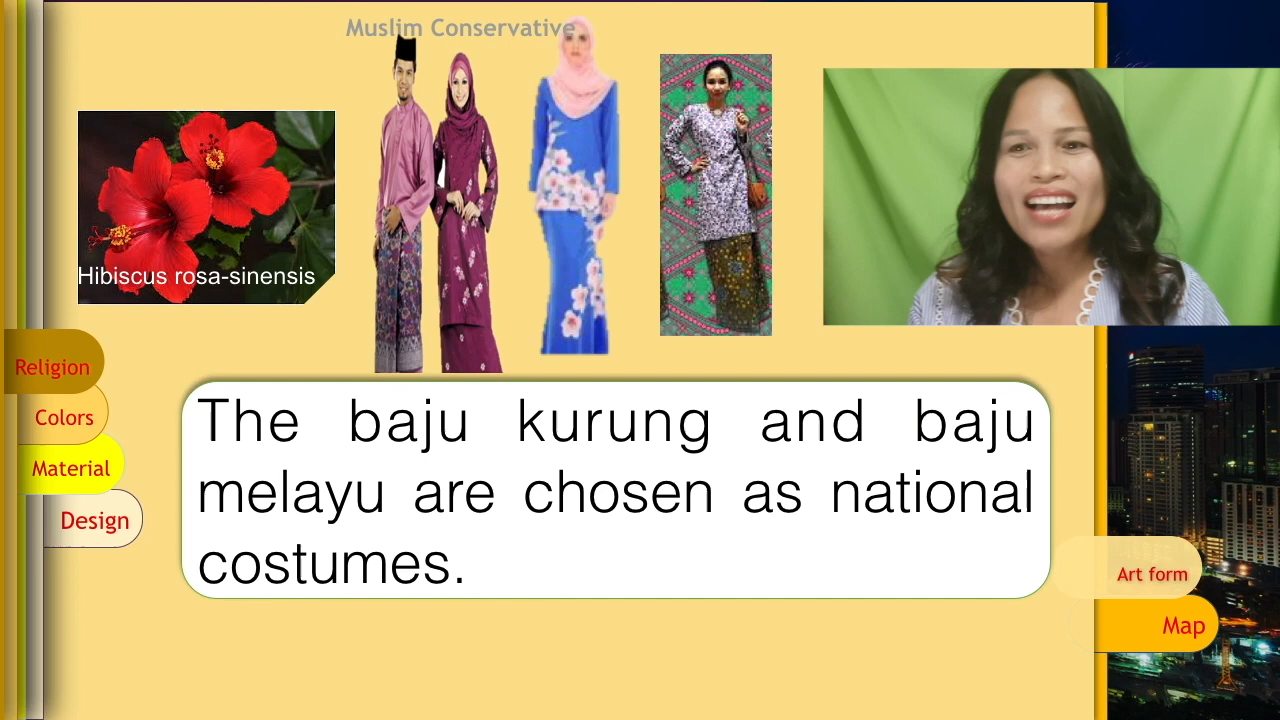 Muslim Conservative
Hibiscus rosa-sinensis
Religion
Colors
Material
Design
The baju kurung and baju
melayu are chosen as national
costumes.
Art form
Map